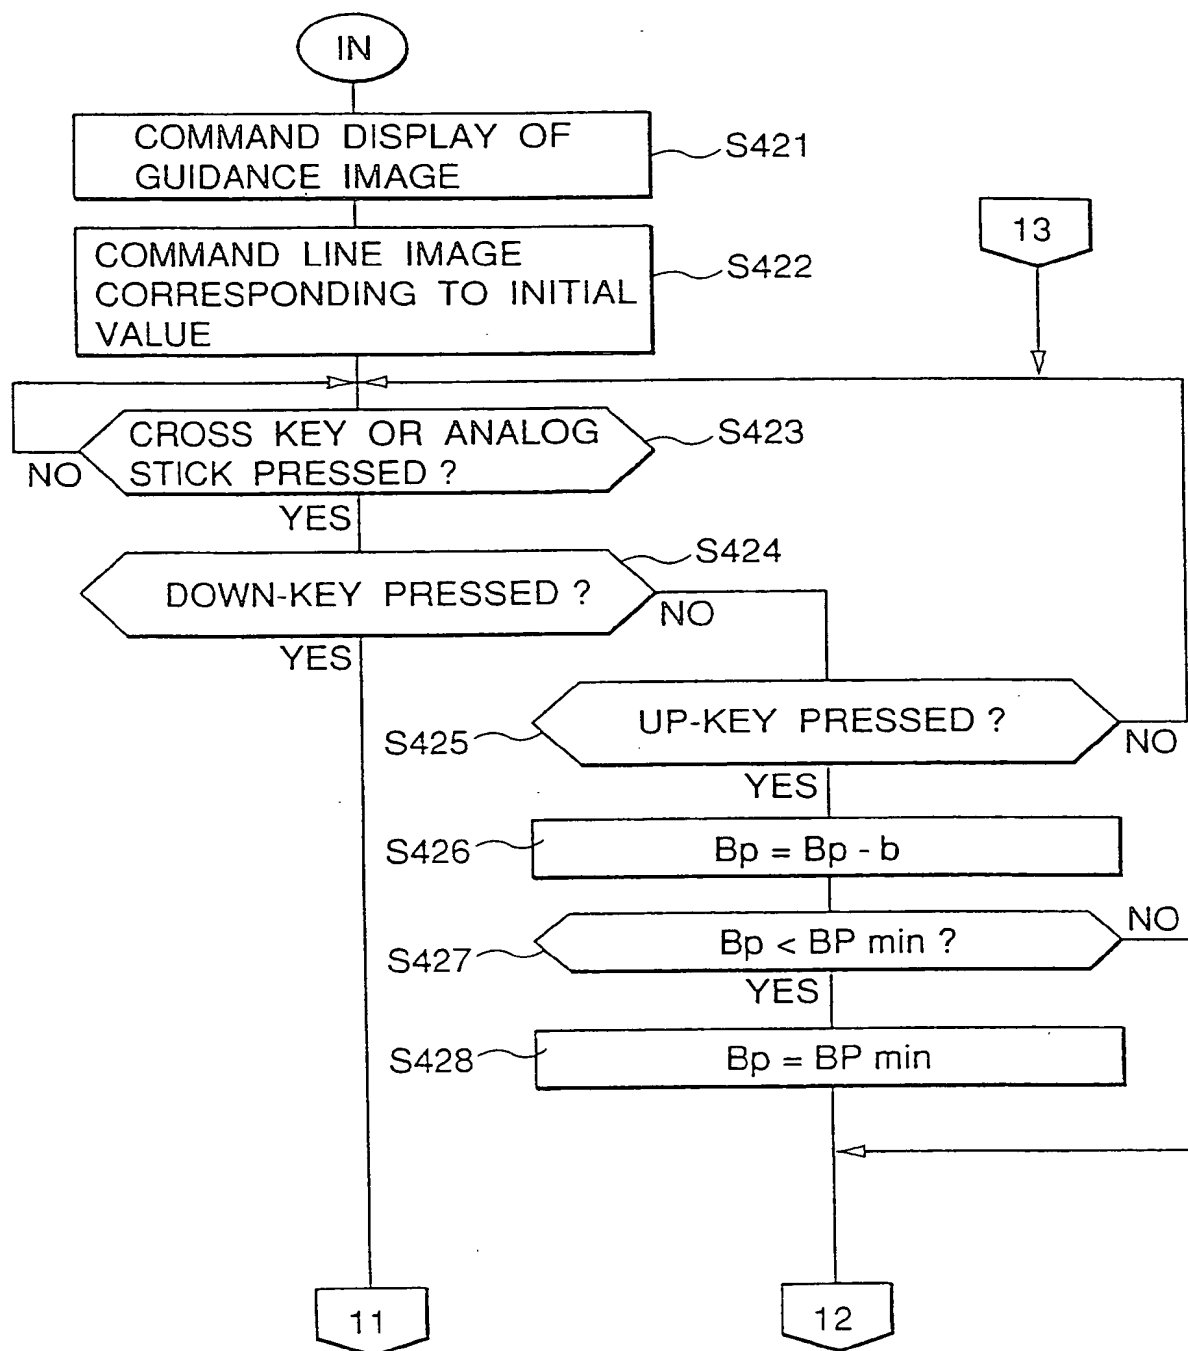 IN
COMMAND DISPLAY OF
GUIDANCE IMAGE
S421
13
COMMAND LINE IMAGE
CORRESPONDING TO INITIAL
VALUE
S422
CROSS KEY OR ANALOG
STICK PRESSED ?
S423
NO
YES
S424
DOWN-KEY PRESSED ?
NO
YES
UP-KEY PRESSED ?
S425
NO
YES
S426
Bp = Bp - b
NO
Bp < BP min ?
S427
YES
S428
Bp = BP min
11
12